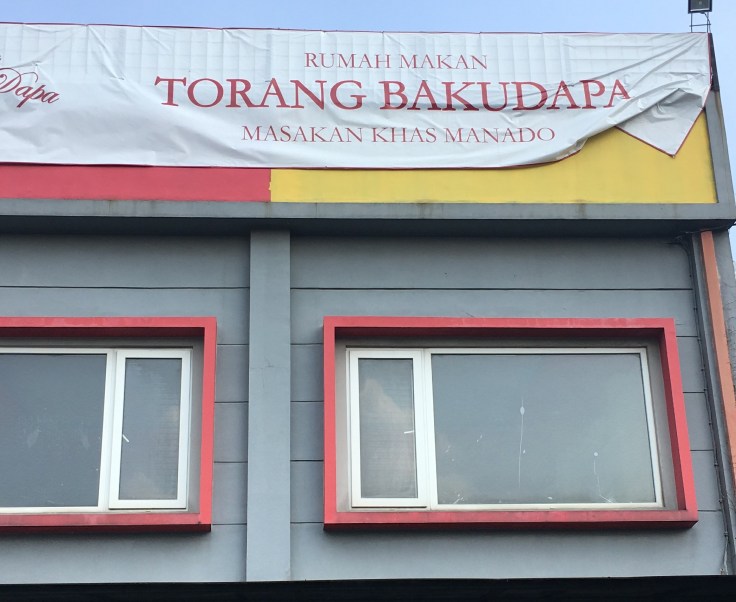 Dapa
RUMAH MAKAN
TORANG BAKUDAPA
MASAKAN KHAS MANADO